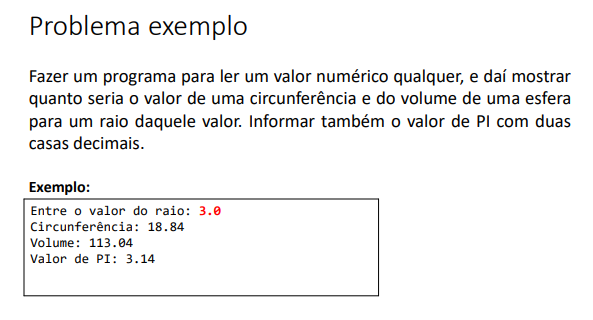 Problema exemplo
Fazer um programa para ler um valor numérico qualquer, e daí mostrar
quanto seria o valor de uma circunferência e do volume de uma esfera
para um raio daquele valor. Informar também o valor de PI com duas
casas decimais.
Exemplo:
Entre o valor do raio: 3.0
Circunferência: 18.84
Volume: 113.04
Valor de PI: 3.14